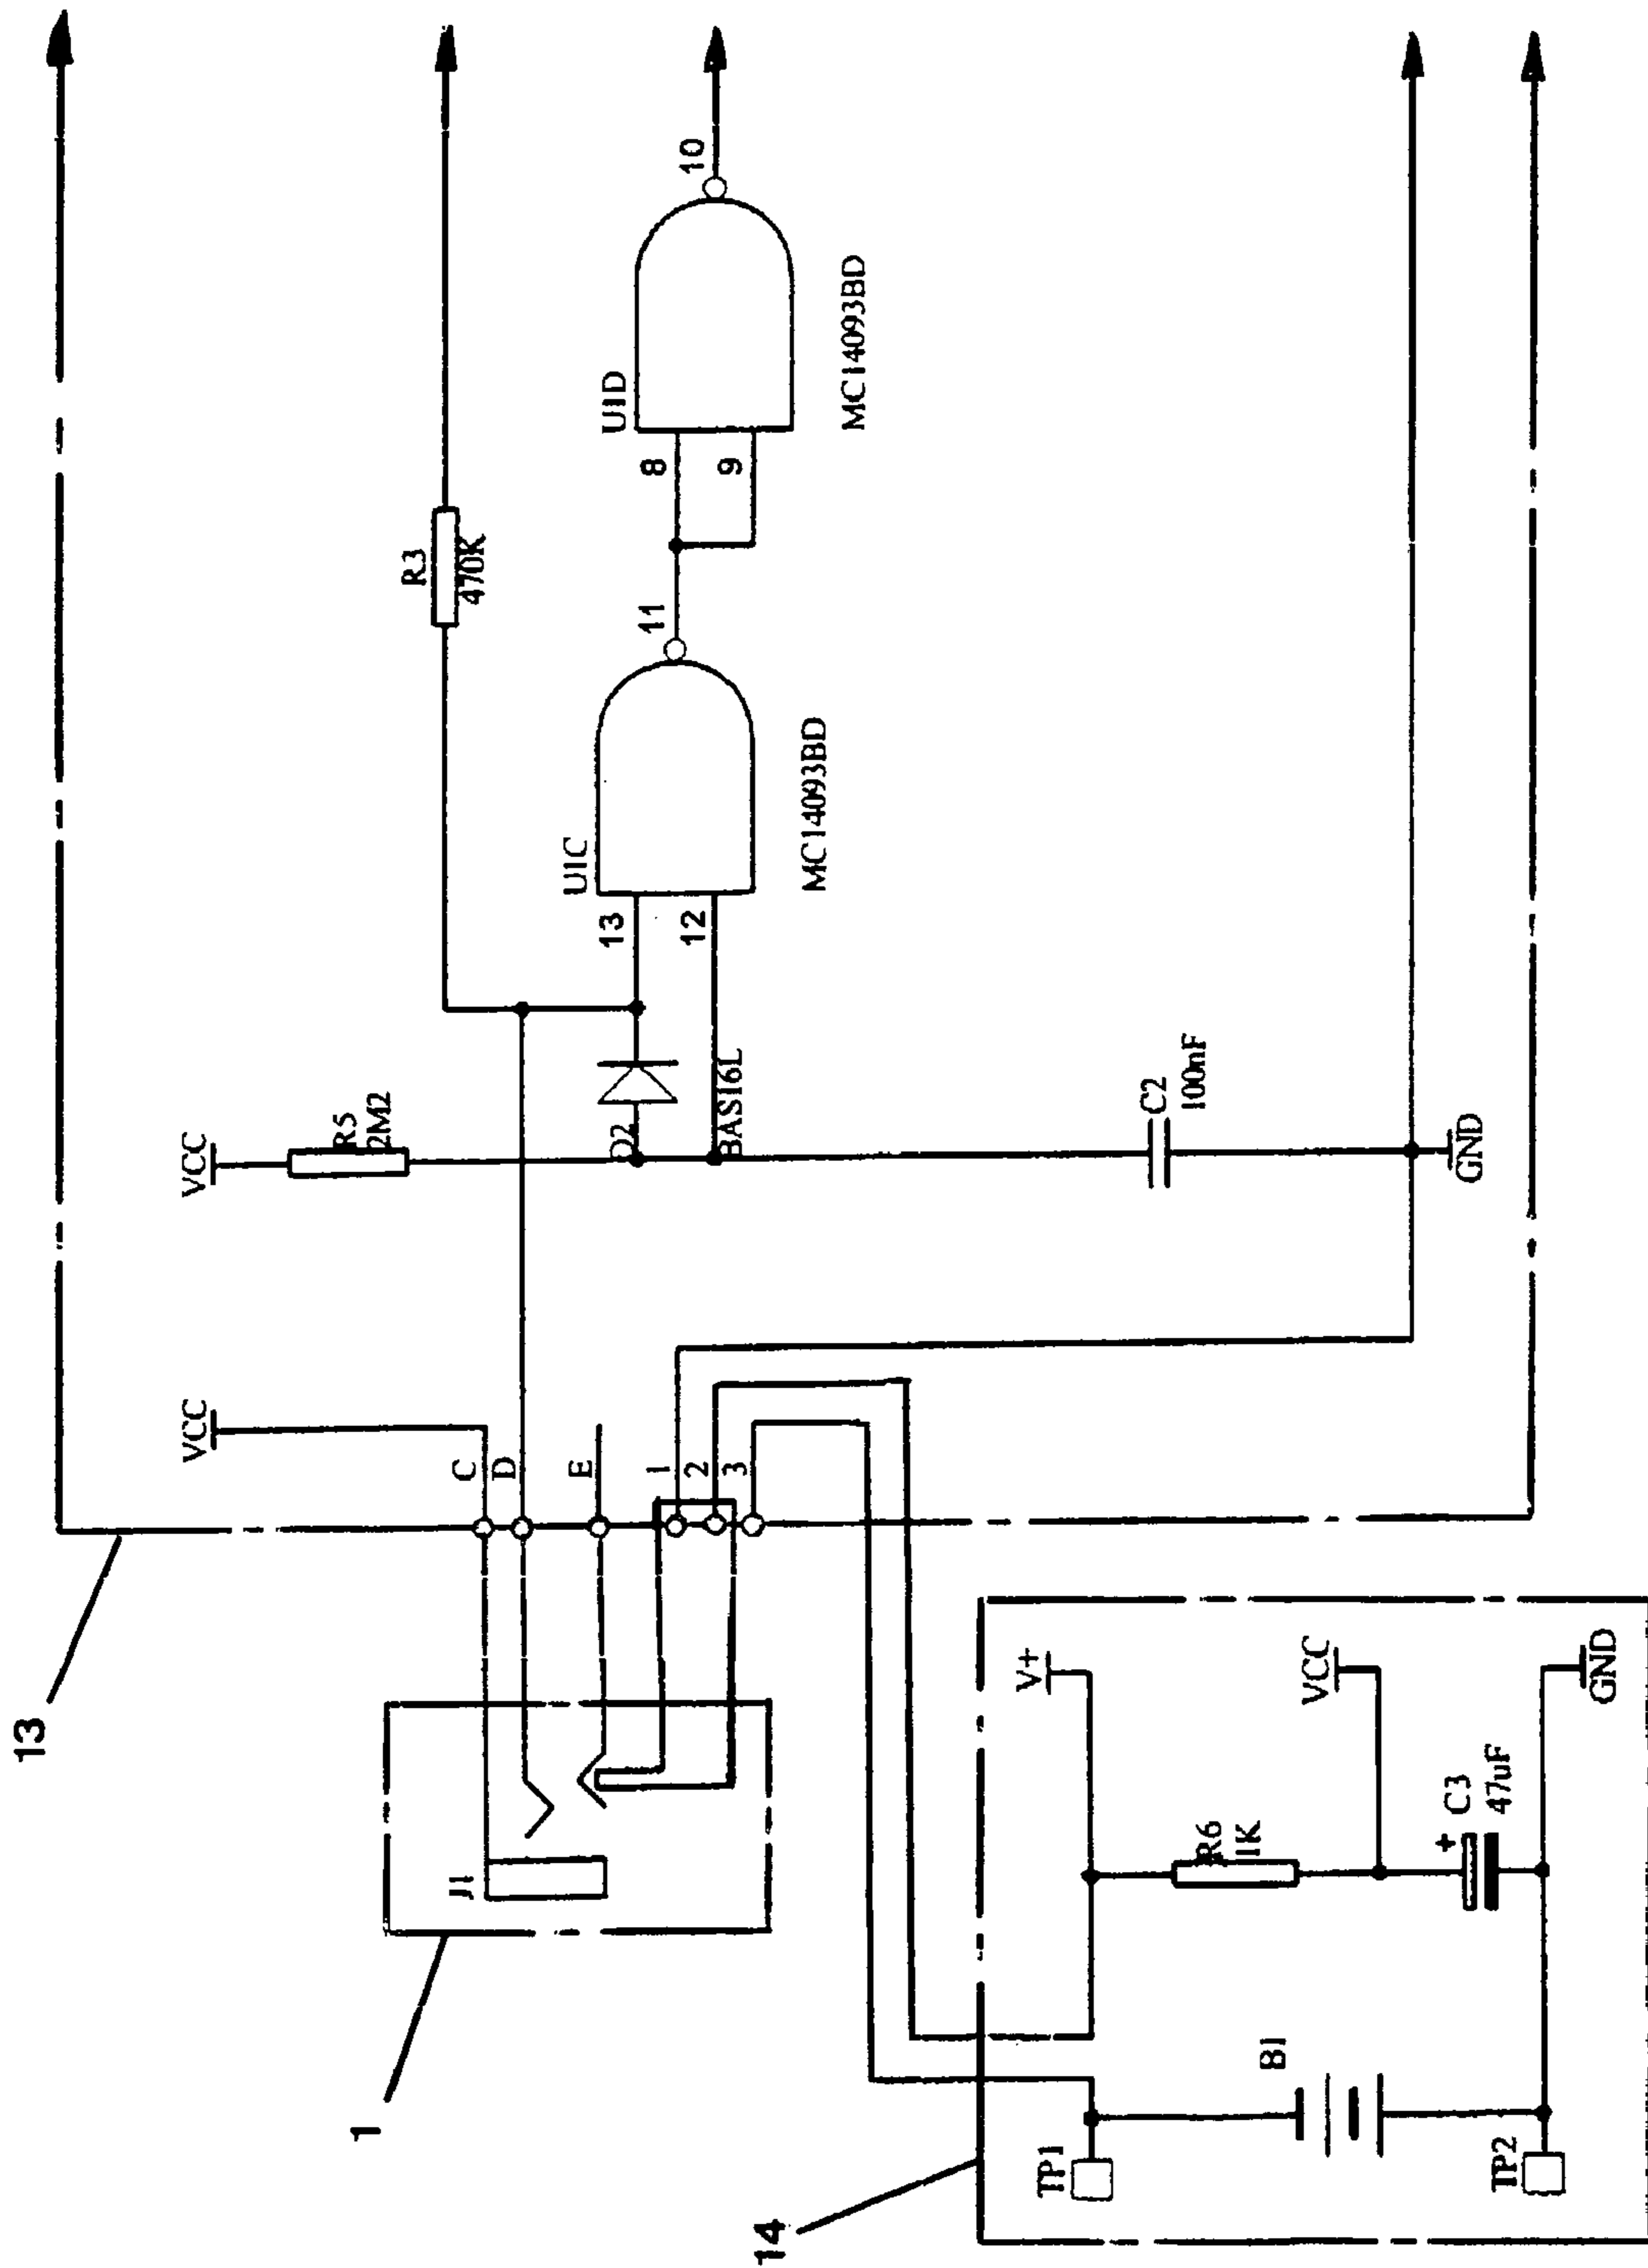 13
1
14
VCC
VCC
R5
2M2
R3
470K
J1
C
D
E
1
2
3
D2
BAS16L
13
12
U1C
11
MC14093BD
8
9
U1D
10
MC14093BD
C2
100nF
GND
TP1
TP2
B1
V+
R6
1K
VCC
+
C3
47uF
GND